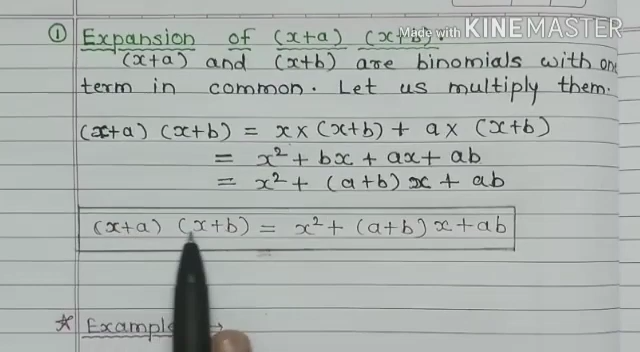 ① Expansion of (x+a) (x+b).
Made with KINEMASTER
(x+a) and (x+b) are binomials with one
term in common. Let us multiply them.
(x+a) (x+b) = x × (x+b) + a × (x+b)
= x² + bx + ax + ab
= x² + (a+b) x + ab
(x+a) (x+b) = x² + (a+b) x + ab
* Example